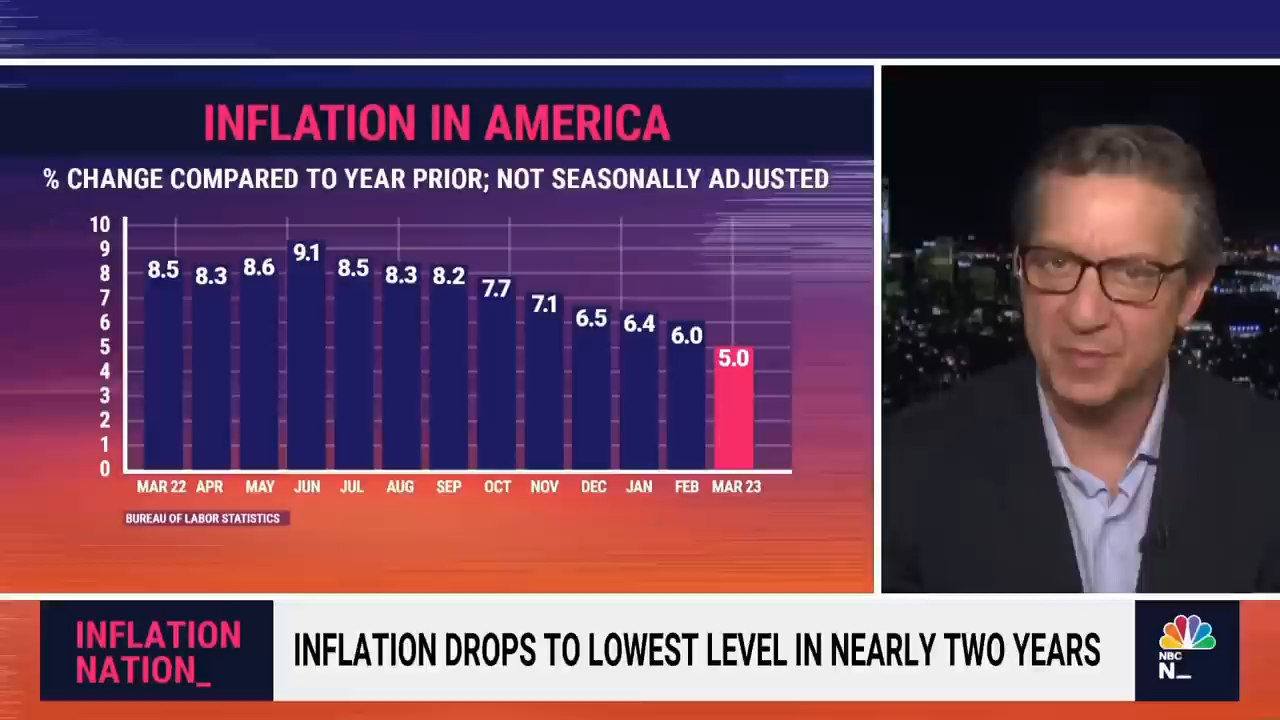 INFLATION IN AMERICA
% CHANGE COMPARED TO YEAR PRIOR; NOT SEASONALLY ADJUSTED
10
9
8
7
6
5
4
3
2
1
0
8.5 8.3 8.6 9.1 8.5 8.3 8.2 7.7 7.1 6.5 6.4 6.0 5.0
MAR 22 APR MAY JUN JUL AUG SEP OCT NOV DEC JAN FEB MAR 23
BUREAU OF LABOR STATISTICS
INFLATION
NATION_
INFLATION DROPS TO LOWEST LEVEL IN NEARLY TWO YEARS
NBC
N_